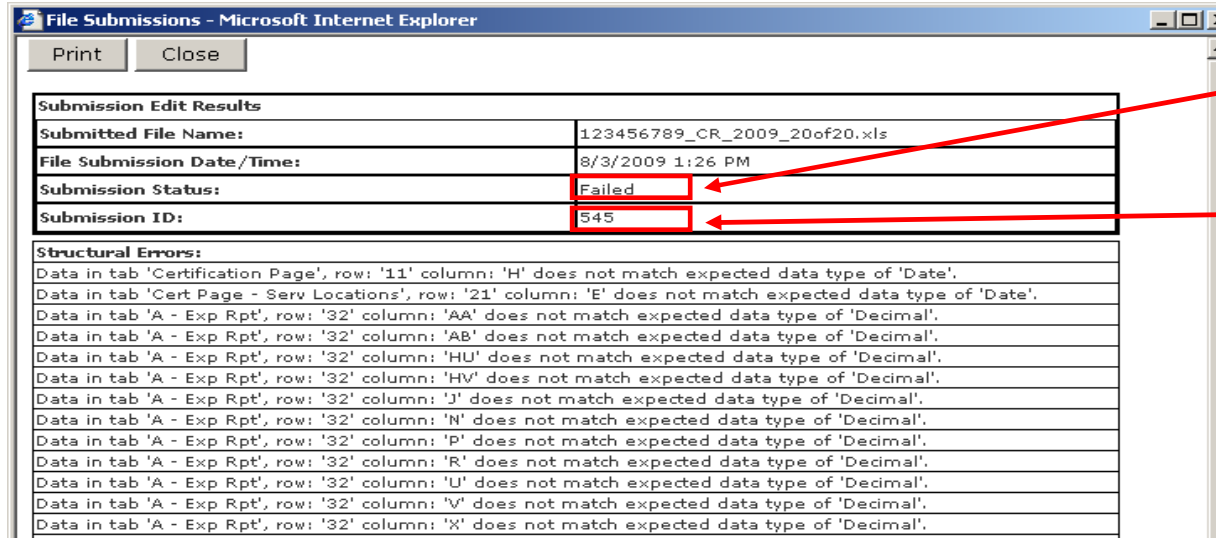 File Submissions - Microsoft Internet Explorer
Print Close
Submission Edit Results
Submitted File Name: 123456789_CR_2009_20of20.xls
File Submission Date/Time: 8/3/2009 1:26 PM
Submission Status: Failed
Submission ID: 545
Structural Errors:
Data in tab 'Certification Page', row: '11' column: 'H' does not match expected data type of 'Date'.
Data in tab 'Cert Page - Serv Locations', row: '21' column: 'E' does not match expected data type of 'Date'.
Data in tab 'A - Exp Rpt', row: '32' column: 'AA' does not match expected data type of 'Decimal'.
Data in tab 'A - Exp Rpt', row: '32' column: 'AB' does not match expected data type of 'Decimal'.
Data in tab 'A - Exp Rpt', row: '32' column: 'HU' does not match expected data type of 'Decimal'.
Data in tab 'A - Exp Rpt', row: '32' column: 'HV' does not match expected data type of 'Decimal'.
Data in tab 'A - Exp Rpt', row: '32' column: 'J' does not match expected data type of 'Decimal'.
Data in tab 'A - Exp Rpt', row: '32' column: 'N' does not match expected data type of 'Decimal'.
Data in tab 'A - Exp Rpt', row: '32' column: 'P' does not match expected data type of 'Decimal'.
Data in tab 'A - Exp Rpt', row: '32' column: 'R' does not match expected data type of 'Decimal'.
Data in tab 'A - Exp Rpt', row: '32' column: 'U' does not match expected data type of 'Decimal'.
Data in tab 'A - Exp Rpt', row: '32' column: 'V' does not match expected data type of 'Decimal'.
Data in tab 'A - Exp Rpt', row: '32' column: 'X' does not match expected data type of 'Decimal'.